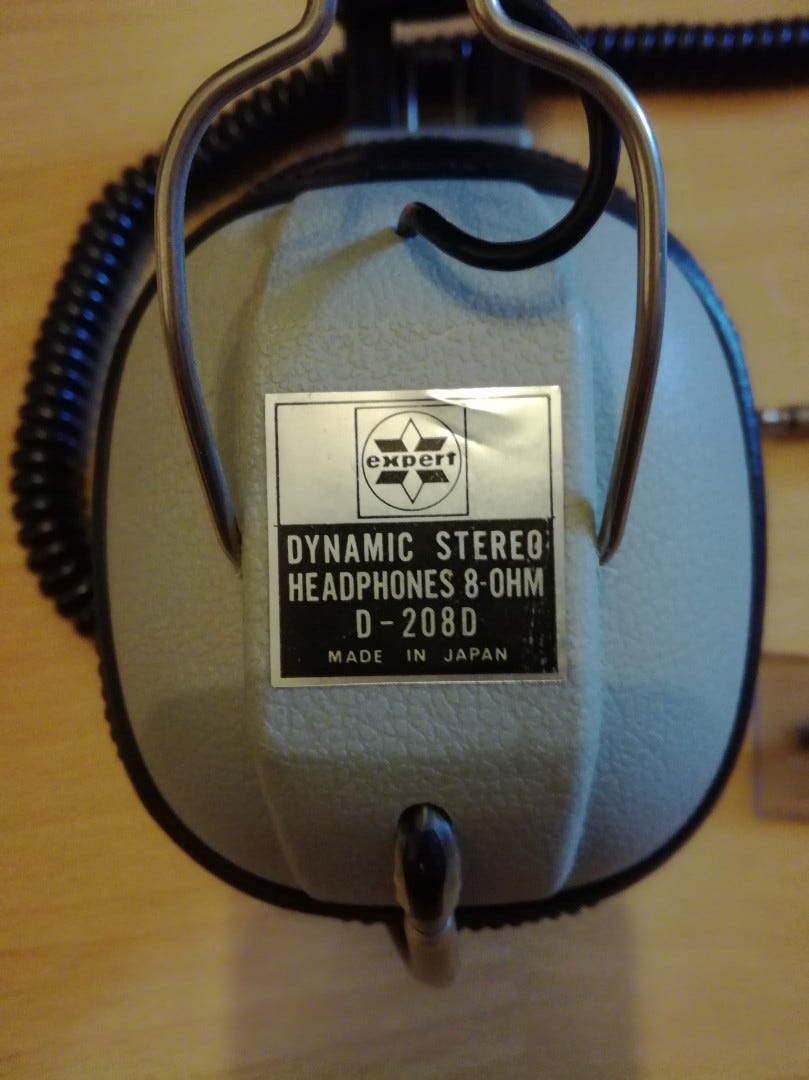 expert
DYNAMIC STEREO
HEADPHONES 8-OHM
D-208D
MADE IN JAPAN